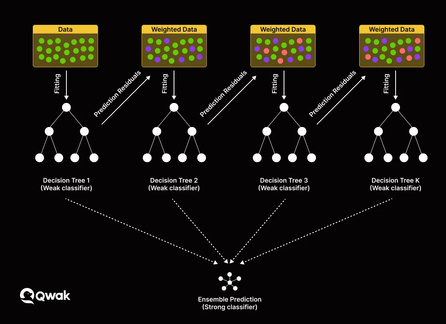 Data
Weighted Data
Weighted Data
Weighted Data
Fitting
Prediction Residuals
Fitting
Prediction Residuals
Fitting
Prediction Residuals
Fitting
Decision Tree 1
(Weak classifier)
Decision Tree 2
(Weak classifier)
Decision Tree 3
(Weak classifier)
Decision Tree K
(Weak classifier)
Qwak
Ensemble Prediction
(Strong classifier)